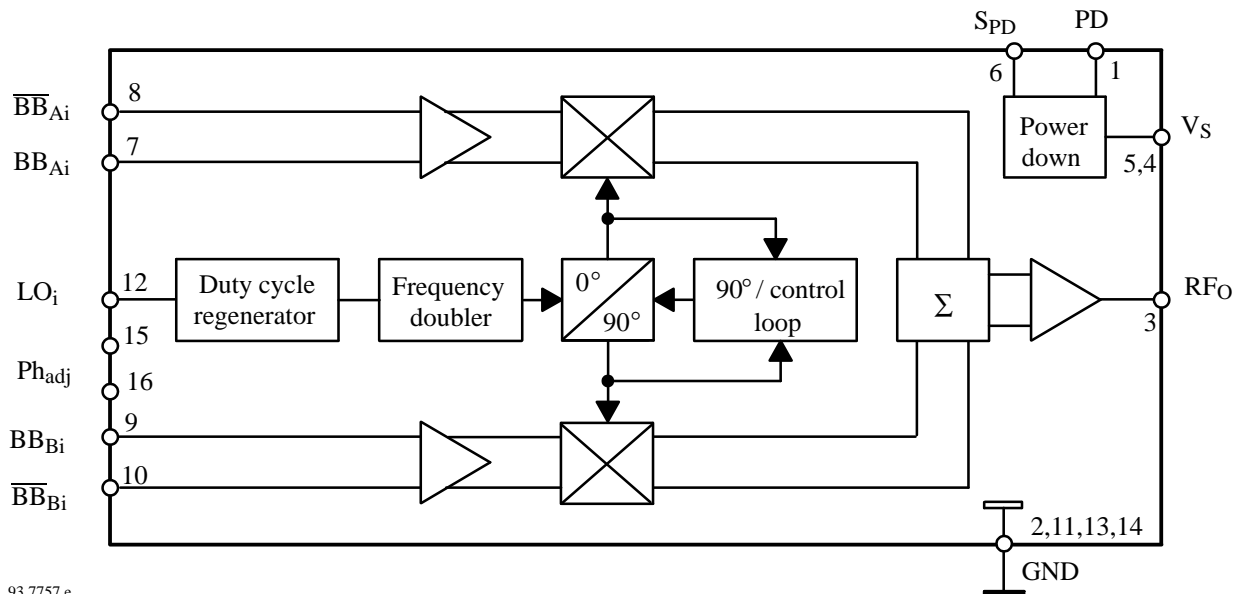 S_PD PD
6 1
8
B̅B̅_Ai
Power
down
V_S
7
BB_Ai
5,4
12
LO_i
Duty cycle
regenerator
Frequency
doubler
0°
90°
90° / control
loop
Σ
RF_O
3
15
Ph_adj
16
9
BB_Bi
10
B̅B̅_Bi
2,11,13,14
GND
93 7757 e